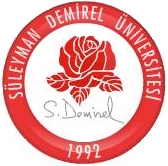 SÜLEYMAN DEMİREL ÜNİVERSİTESİ
S. Demirel
1992